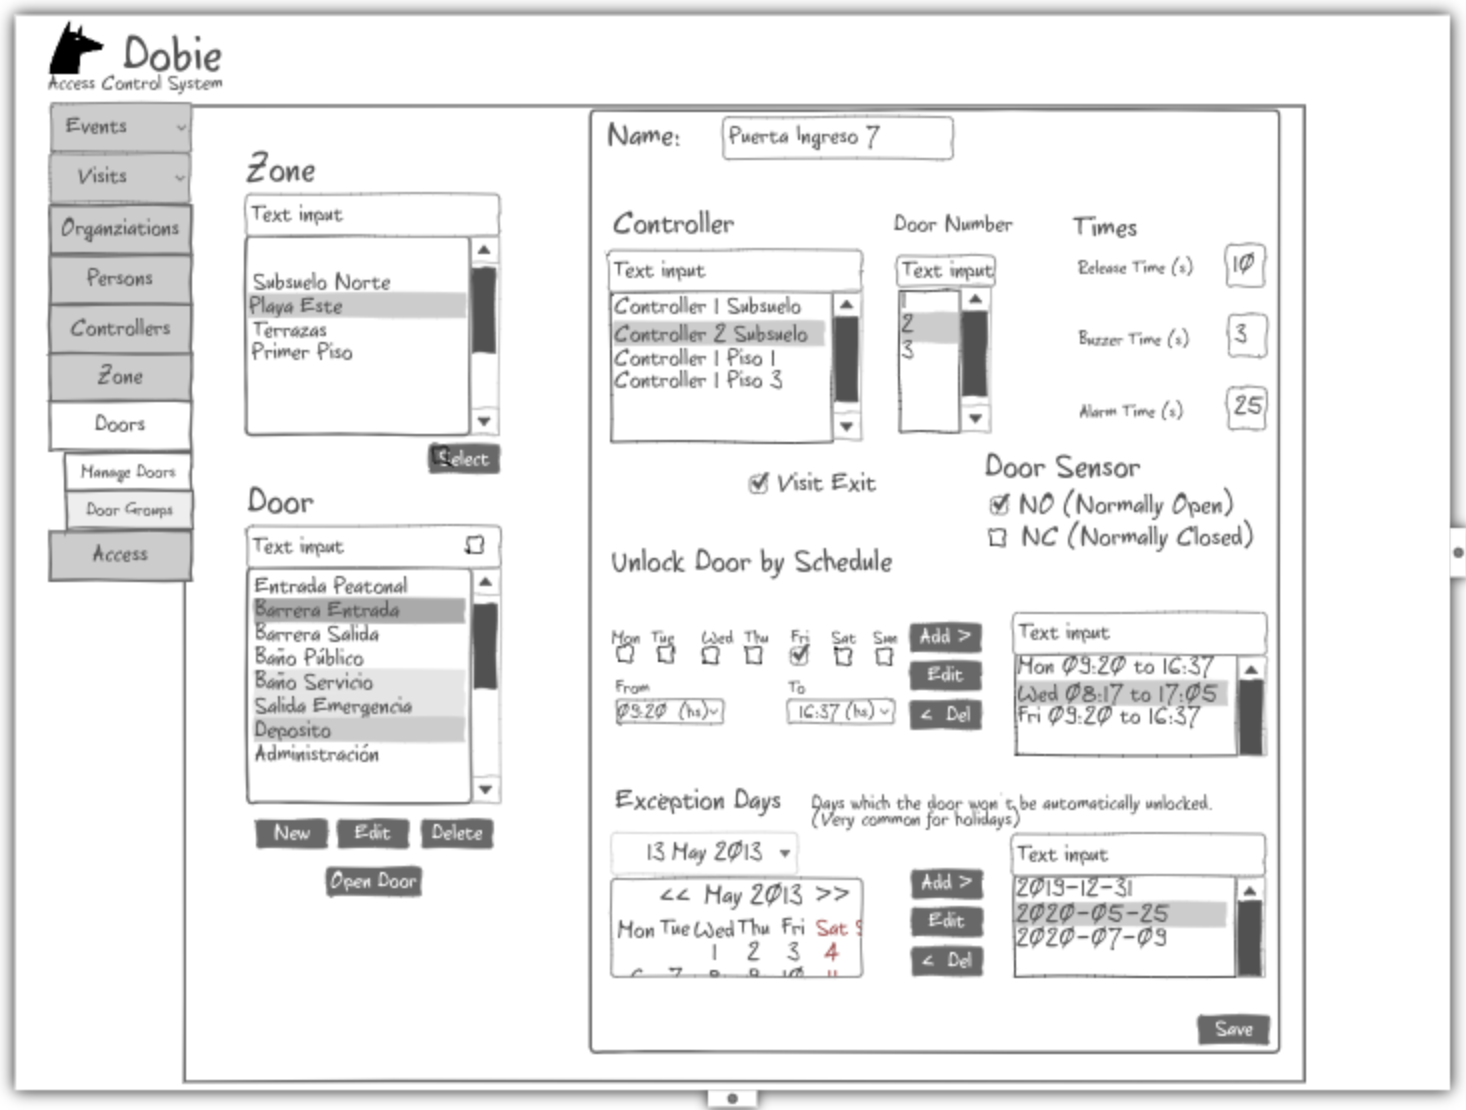 Dobie
Access Control System
Events
Visits
Organziations
Persons
Controllers
Zone
Doors
Manage Doors
Door Groups
Access
Zone
Text input
Subsuelo Norte
Playa Este
Terrazas
Primer Piso
Select
Door
Text input
Entrada Peatonal
Barrera Entrada
Barrera Salida
Baño Público
Baño Servicio
Salida Emergencia
Deposito
Administración
New Edit Delete
Open Door
Name: Puerta Ingreso 7
Controller
Text input
Controller 1 Subsuelo
Controller 2 Subsuelo
Controller 1 Piso 1
Controller 1 Piso 3
Door Number
Text input
1
2
3
Times
Release Time (s) 10
Buzzer Time (s) 3
Alarm Time (s) 25
Visit Exit
Door Sensor
NO (Normally Open)
NC (Normally Closed)
Unlock Door by Schedule
Mon Tue Wed Thu Fri Sat Sun
From To
09:20 (hs) 16:37 (hs)
Add >
Edit
< Del
Text input
Mon 09:20 to 16:37
Wed 08:17 to 17:05
Fri 09:20 to 16:37
Exception Days
Days which the door won't be automatically unlocked.
(Very common for holidays)
13 May 2013
<< May 2013 >>
Mon Tue Wed Thu Fri Sat S
1 2 3 4
6 7 8 9 10 11
Add >
Edit
< Del
Text input
2019-12-31
2020-05-25
2020-07-09
Save